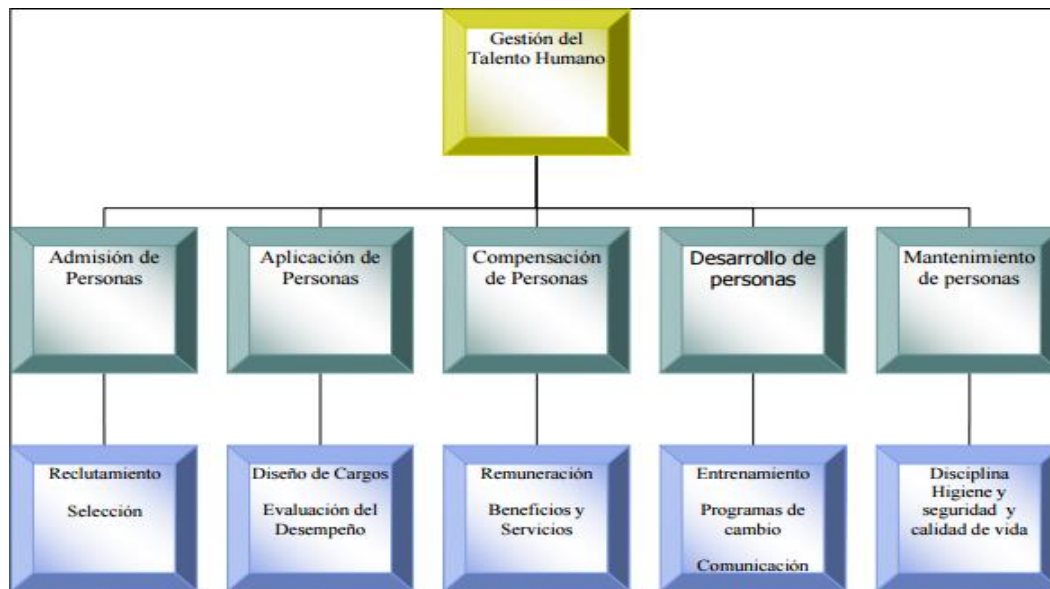 Gestión del
Talento Humano
Admisión de
Personas
Aplicación de
Personas
Compensación
de Personas
Desarrollo de
personas
Mantenimiento
de personas
Reclutamiento
Selección
Diseño de Cargos
Evaluación del
Desempeño
Remuneración
Beneficios y
Servicios
Entrenamiento
Programas de
cambio
Comunicación
Disciplina
Higiene y
seguridad y
calidad de vida